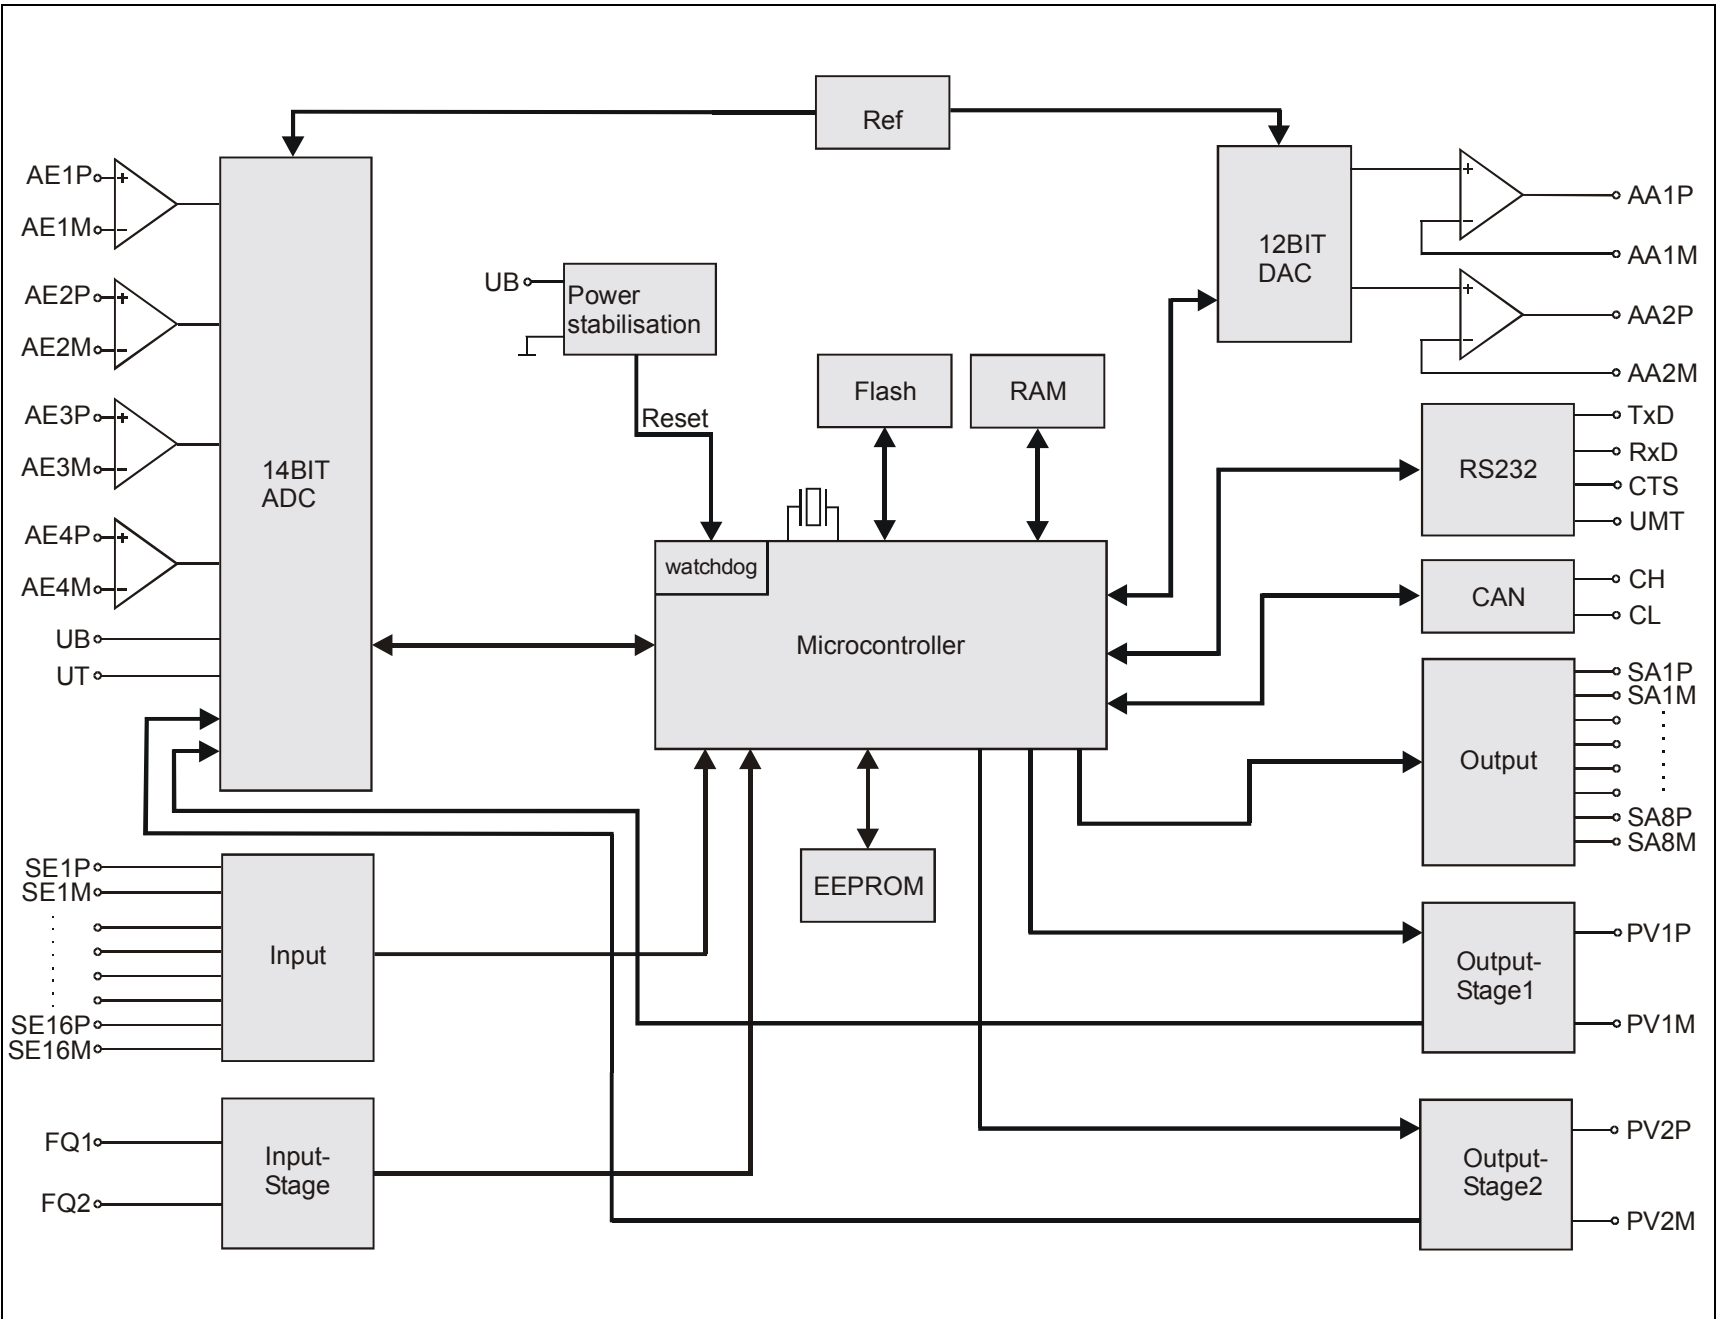 Ref
AE1P
AE1M
AE2P
AE2M
AE3P
AE3M
AE4P
AE4M
UB
UT
14BIT
ADC
UB
Power
stabilisation
Reset
Flash
RAM
watchdog
Microcontroller
EEPROM
12BIT
DAC
AA1P
AA1M
AA2P
AA2M
RS232
TxD
RxD
CTS
UMT
CAN
CH
CL
Output
SA1P
SA1M
SA8P
SA8M
SE1P
SE1M
SE16P
SE16M
Input
FQ1
FQ2
Input-
Stage
Output-
Stage1
PV1P
PV1M
Output-
Stage2
PV2P
PV2M